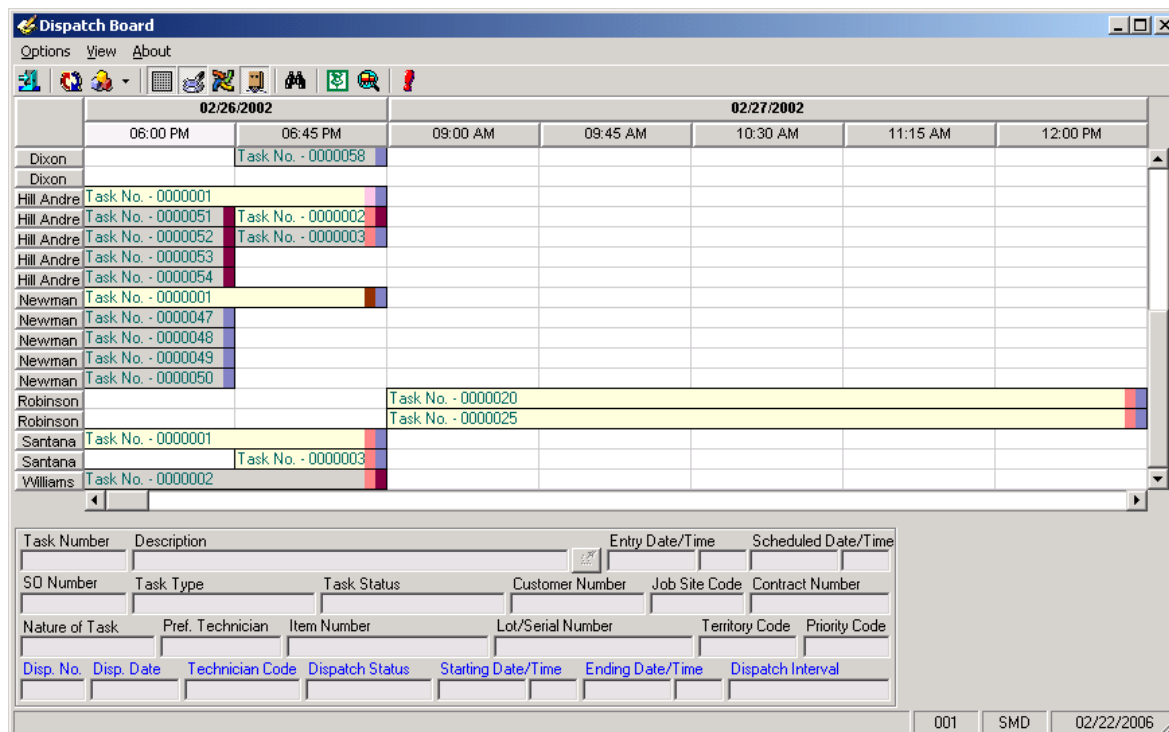 Dispatch Board
Options View About
02/26/2002 02/27/2002
06:00 PM 06:45 PM 09:00 AM 09:45 AM 10:30 AM 11:15 AM 12:00 PM
Dixon Task No. - 0000058
Dixon
Hill Andre Task No. - 0000001
Hill Andre Task No. - 0000051 Task No. - 0000002
Hill Andre Task No. - 0000052 Task No. - 0000003
Hill Andre Task No. - 0000053
Hill Andre Task No. - 0000054
Newman Task No. - 0000001
Newman Task No. - 0000047
Newman Task No. - 0000048
Newman Task No. - 0000049
Newman Task No. - 0000050
Robinson Task No. - 0000020
Robinson Task No. - 0000025
Santana Task No. - 0000001
Santana Task No. - 0000003
Williams Task No. - 0000002
Task Number Description Entry Date/Time Scheduled Date/Time
SO Number Task Type Task Status Customer Number Job Site Code Contract Number
Nature of Task Pref. Technician Item Number Lot/Serial Number Territory Code Priority Code
Disp. No. Disp. Date Technician Code Dispatch Status Starting Date/Time Ending Date/Time Dispatch Interval
001 SMD 02/22/2006